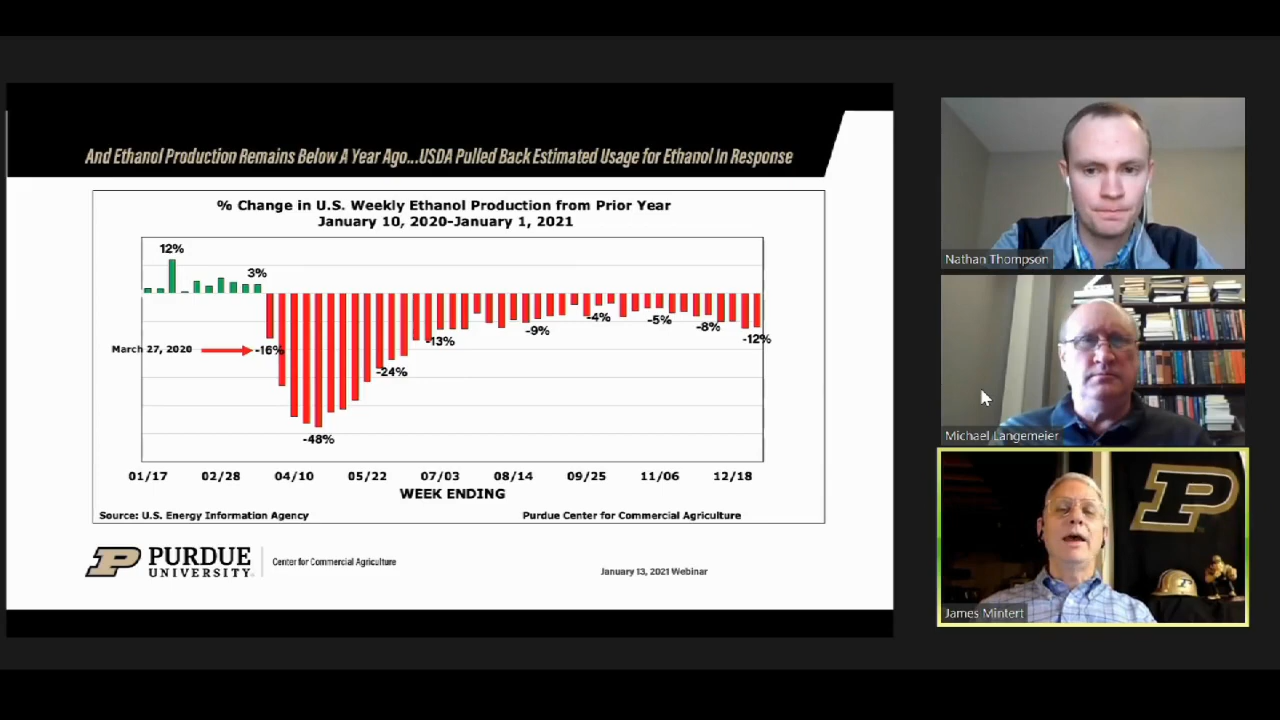 And Ethanol Production Remains Below A Year Ago...USDA Pulled Back Estimated Usage for Ethanol In Response
% Change in U.S. Weekly Ethanol Production from Prior Year
January 10, 2020-January 1, 2021
12%
3%
March 27, 2020
-16%
-48%
-24%
-13%
-9%
-4%
-5%
-8%
-12%
01/17 02/28 04/10 05/22 07/03 08/14 09/25 11/06 12/18
WEEK ENDING
Source: U.S. Energy Information Agency
Purdue Center for Commercial Agriculture
P PURDUE
UNIVERSITY.
Center for Commercial Agriculture
January 13, 2021 Webinar
Nathan Thompson
Michael Langemeier
P
P
James Mintert